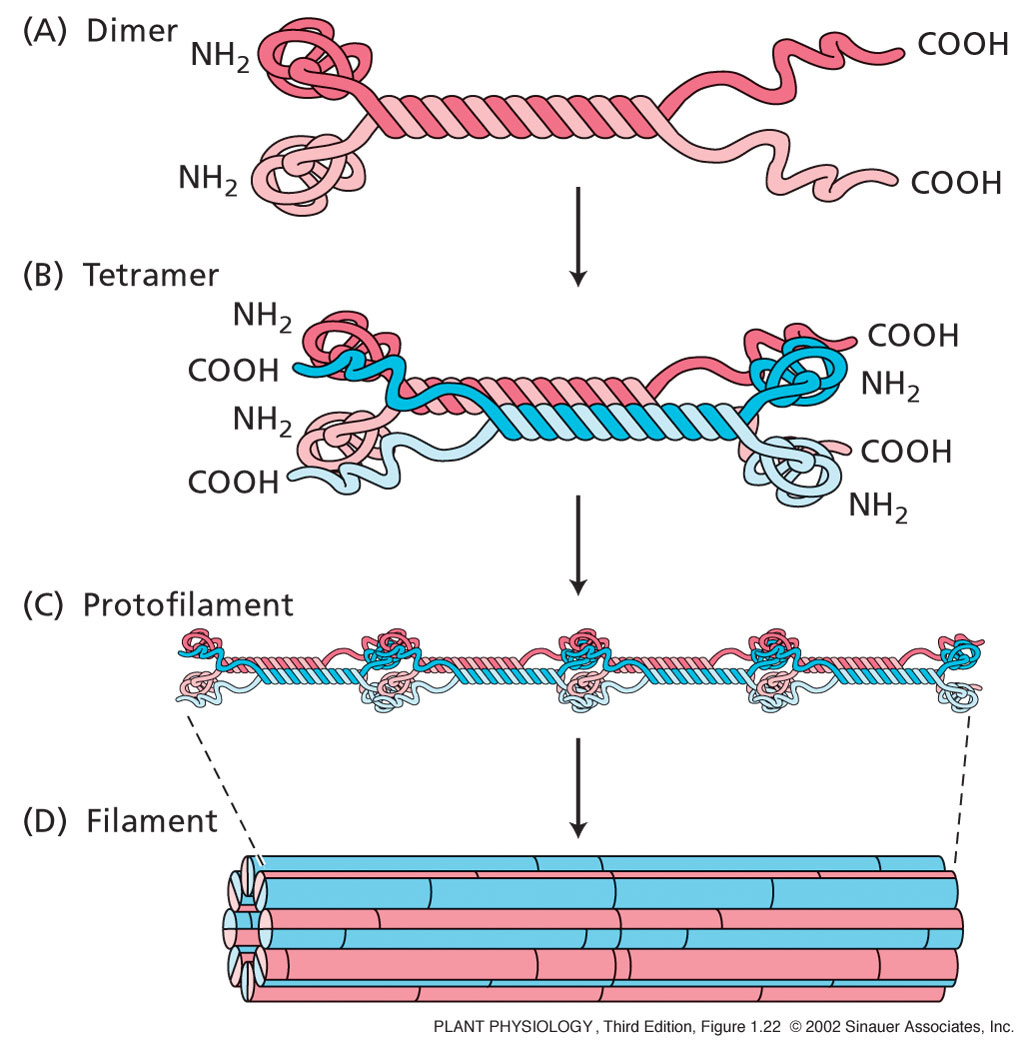 (A) Dimer
NH2
COOH
NH2
COOH
(B) Tetramer
NH2
COOH
COOH
NH2
NH2
COOH
COOH
NH2
(C) Protofilament
(D) Filament
PLANT PHYSIOLOGY, Third Edition, Figure 1.22 © 2002 Sinauer Associates, Inc.